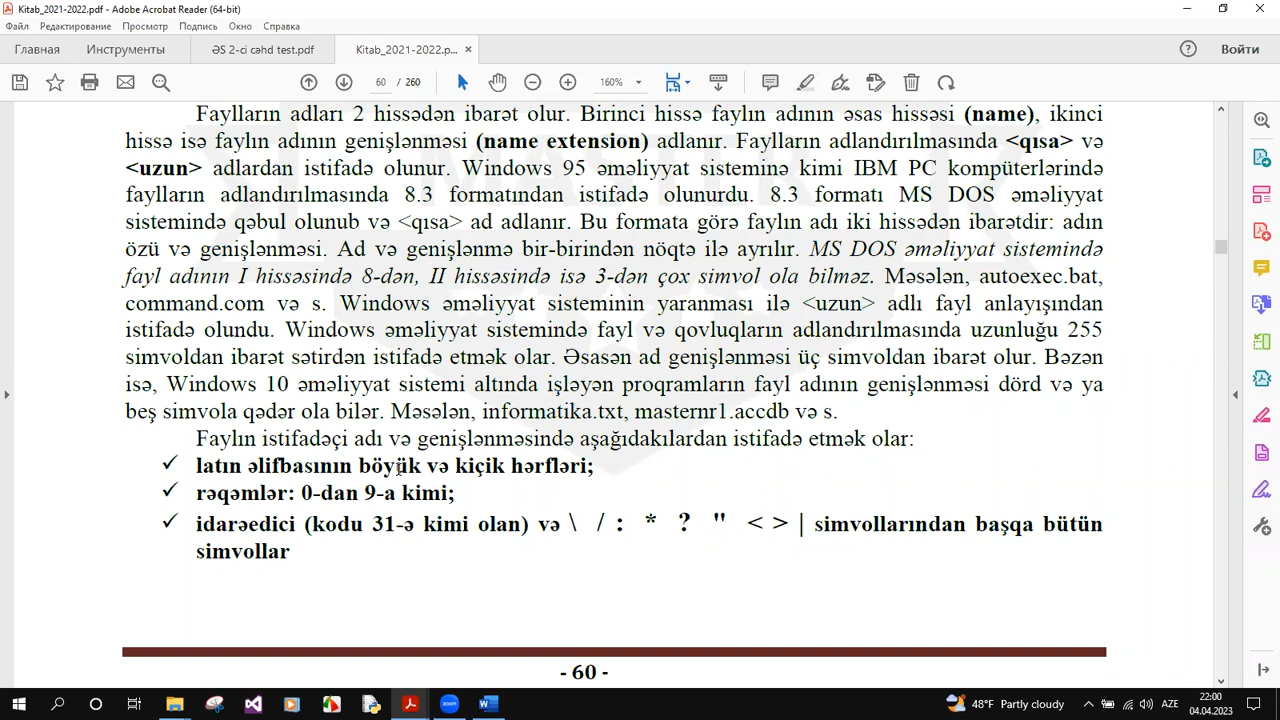 Kitab_2021-2022.pdf - Adobe Acrobat Reader (64-bit)
Файл Редактирование Просмотр Подпись Окно Справка
Главная Инструменты ƏS 2-ci cəhd test.pdf Kitab_2021-2022.p... × Войти
60 / 260 160%
Faylların adları 2 hissədən ibarət olur. Birinci hissə faylın adının əsas hissəsi (name), ikinci
hissə isə faylın adının genişlənməsi (name extension) adlanır. Faylların adlandırılmasında <qısa> və
<uzun> adlardan istifadə olunur. Windows 95 əməliyyat sisteminə kimi IBM PC kompüterlərində
faylların adlandırılmasında 8.3 formatından istifadə olunurdu. 8.3 formatı MS DOS əməliyyat
sistemində qəbul olunub və <qısa> ad adlanır. Bu formata görə faylın adı iki hissədən ibarətdir: adın
özü və genişlənməsi. Ad və genişlənmə bir-birindən nöqtə ilə ayrılır. MS DOS əməliyyat sistemində
fayl adının I hissəsində 8-dən, II hissəsində isə 3-dən çox simvol ola bilməz. Məsələn, autoexec.bat,
command.com və s. Windows əməliyyat sisteminin yaranması ilə <uzun> adlı fayl anlayışından
istifadə olundu. Windows əməliyyat sistemində fayl və qovluqların adlandırılmasında uzunluğu 255
simvoldan ibarət sətirdən istifadə etmək olar. Əsasən ad genişlənməsi üç simvoldan ibarət olur. Bəzən
isə, Windows 10 əməliyyat sistemi altında işləyən proqramların fayl adının genişlənməsi dörd və ya
beş simvola qədər ola bilər. Məsələn, informatika.txt, masternr1.accdb və s.
Faylın istifadəçi adı və genişlənməsində aşağıdakılardan istifadə etmək olar:
✓ latın əlifbasının böyük və kiçik hərfləri;
✓ rəqəmlər: 0-dan 9-a kimi;
✓ idarəedici (kodu 31-ə kimi olan) və \ / : * ? " < > | simvollarından başqa bütün
simvollar
- 60 -
48°F Partly cloudy AZE 22:00
04.04.2023